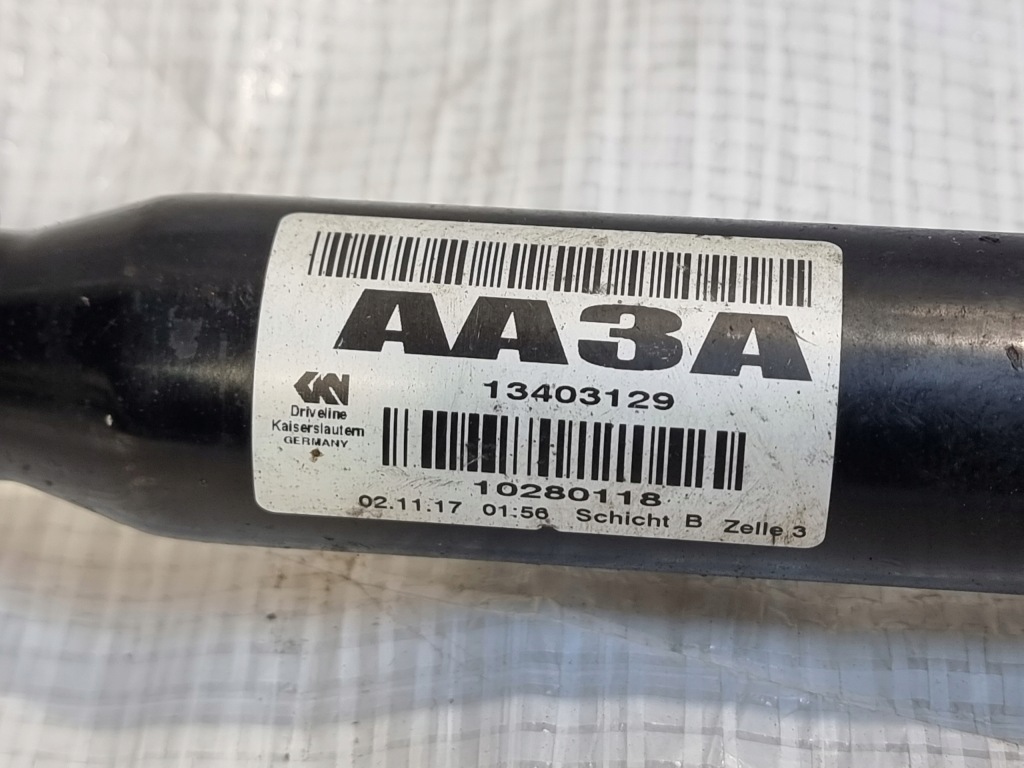 AA3A
13403129
GKN
Driveline
Kaiserslautern
GERMANY
10280118
02.11.17 01:56 Schicht B Zelle 3